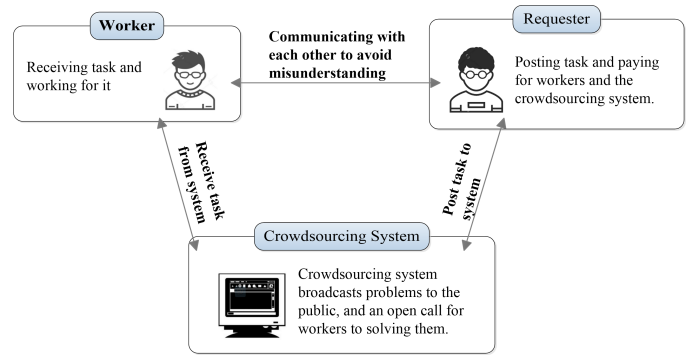 Worker
Receiving task and
working for it
Communicating with
each other to avoid
misunderstanding
Requester
Posting task and paying
for workers and the
crowdsourcing system.
Receive task
from system
Post task to
system
Crowdsourcing System
Crowdsourcing system
broadcasts problems to the
public, and an open call for
workers to solving them.